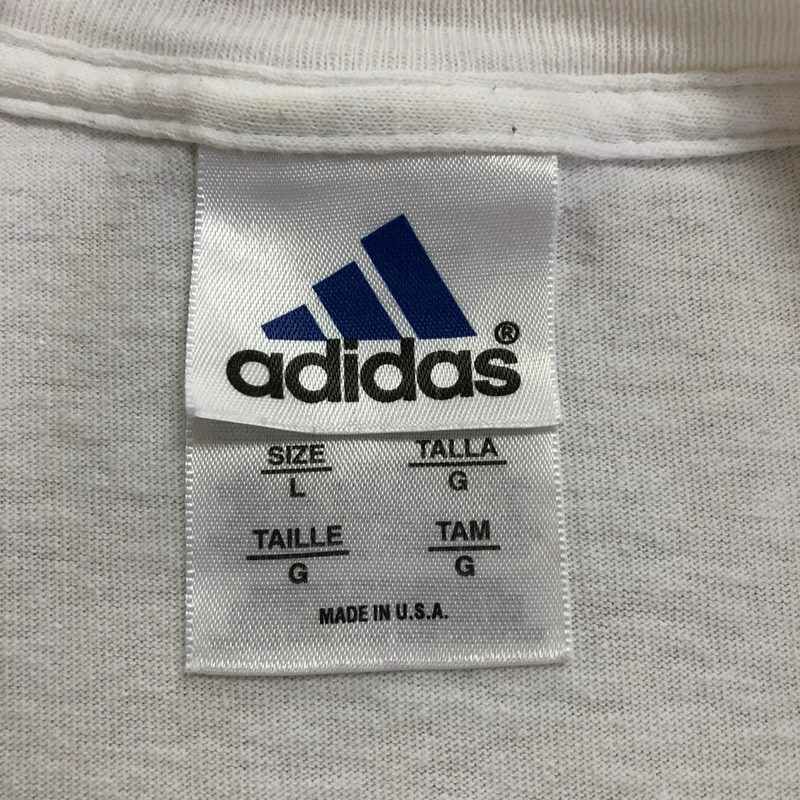 adidas®
SIZE TALLA
L G
TAILLE TAM
G G
MADE IN U.S.A.